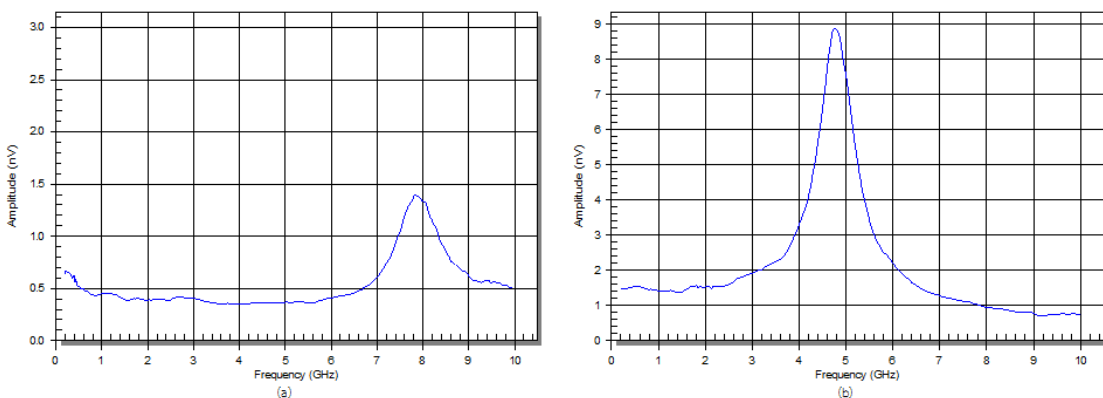 3.0
2.5
2.0
1.5
1.0
0.5
0.0
Amplitude (nV)
0 1 2 3 4 5 6 7 8 9 10
Frequency (GHz)
(a)
9
8
7
6
5
4
3
2
1
0
Amplitude (nV)
0 1 2 3 4 5 6 7 8 9 10
Frequency (GHz)
(b)